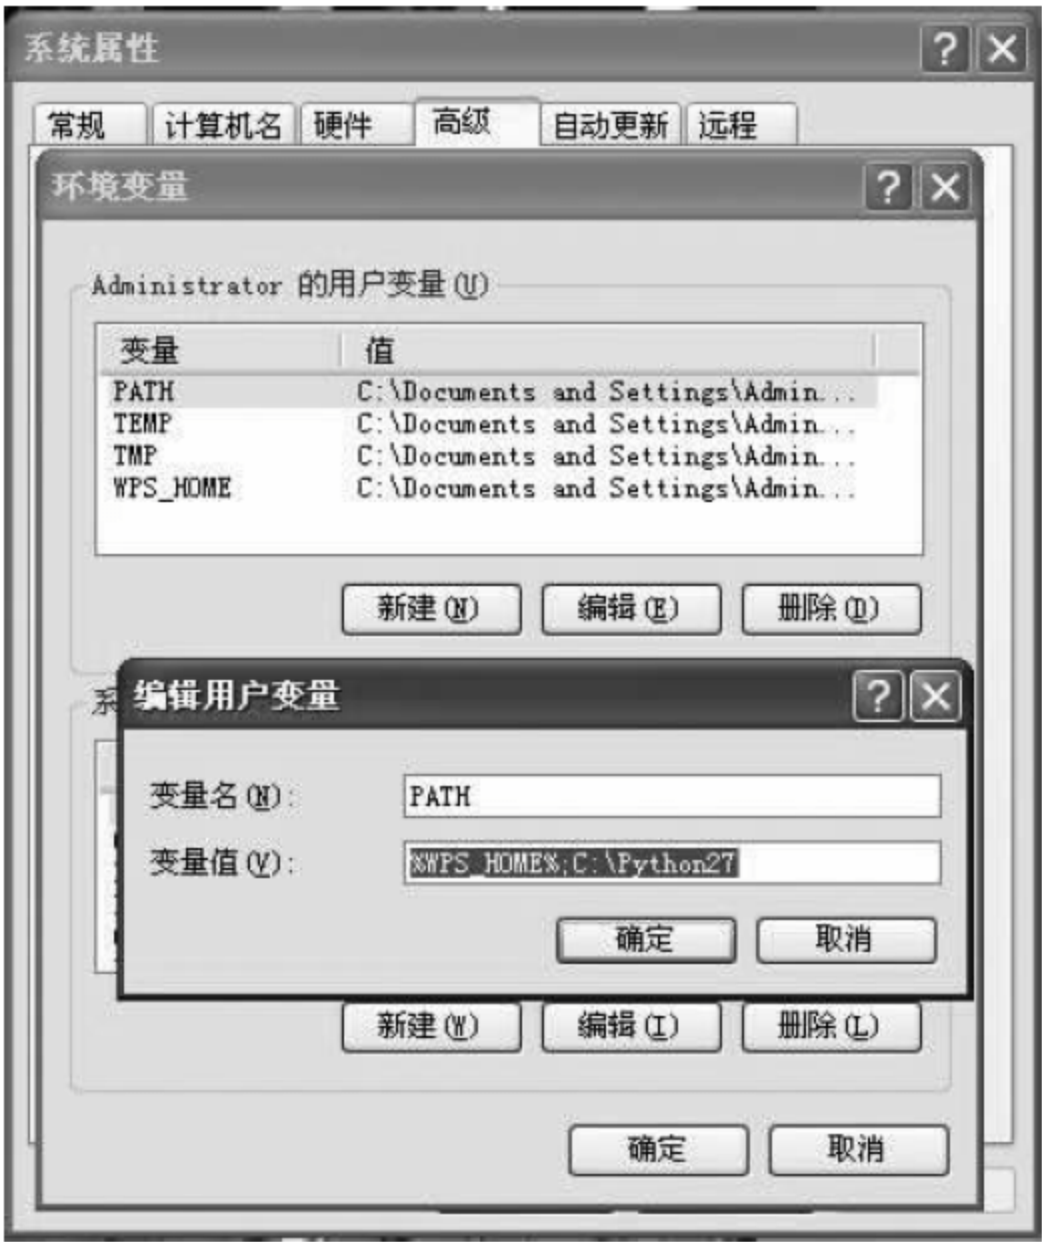 系统属性
常规 计算机名 硬件 高级 自动更新 远程
环境变量
Administrator 的用户变量(U)
变量 值
PATH C:\Documents and Settings\Admin...
TEMP C:\Documents and Settings\Admin...
TMP C:\Documents and Settings\Admin...
WPS_HOME C:\Documents and Settings\Admin...
新建(N) 编辑(E) 删除(D)
系
编辑用户变量
变量名(N): PATH
变量值(V): %WPS_HOME%;C:\Python27
确定 取消
新建(W) 编辑(I) 删除(L)
确定 取消